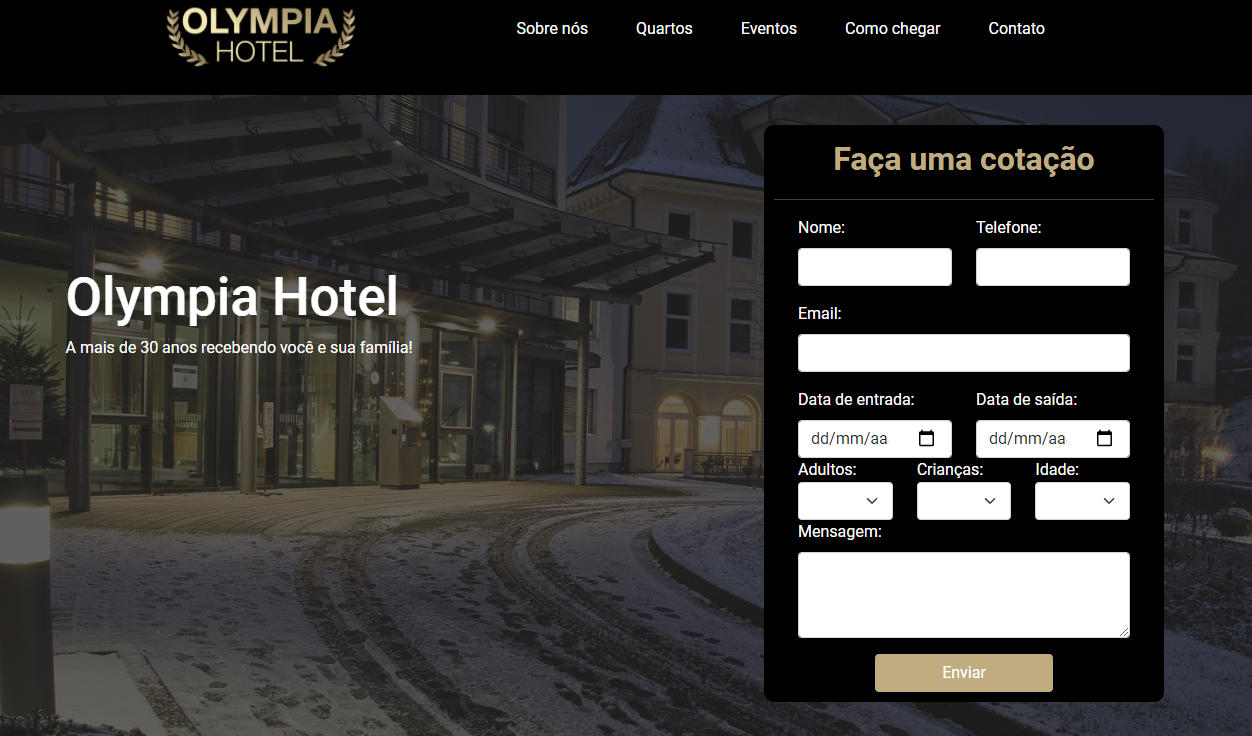 OLYMPIA
HOTEL
Sobre nós
Quartos
Eventos
Como chegar
Contato
Olympia Hotel
A mais de 30 anos recebendo você e sua família!
Faça uma cotação
Nome:
Telefone:
Email:
Data de entrada:
Data de saída:
dd/mm/aa
dd/mm/aa
Adultos:
Crianças:
Idade:
Mensagem:
Enviar